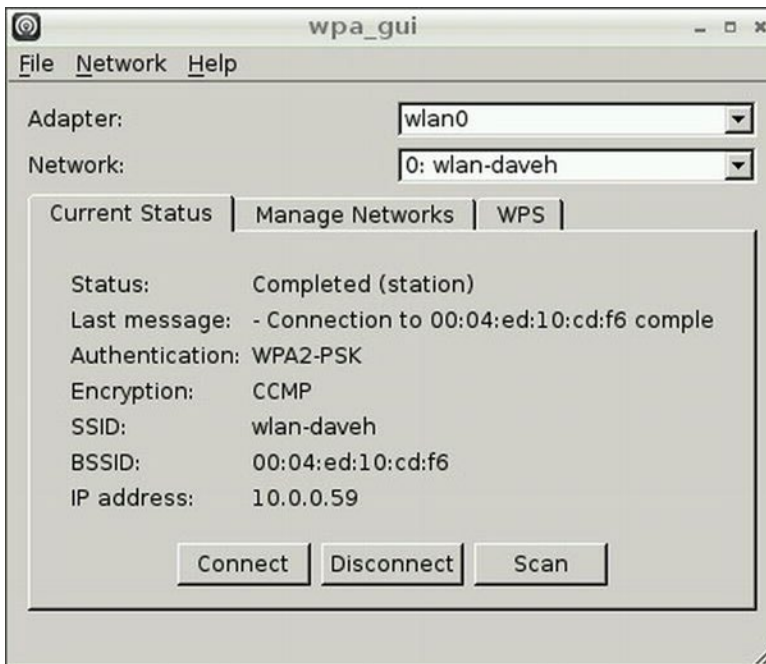 wpa_gui
File Network Help
Adapter: wlan0
Network: 0: wlan-daveh
Current Status Manage Networks WPS
Status: Completed (station)
Last message: - Connection to 00:04:ed:10:cd:f6 comple
Authentication: WPA2-PSK
Encryption: CCMP
SSID: wlan-daveh
BSSID: 00:04:ed:10:cd:f6
IP address: 10.0.0.59
Connect Disconnect Scan